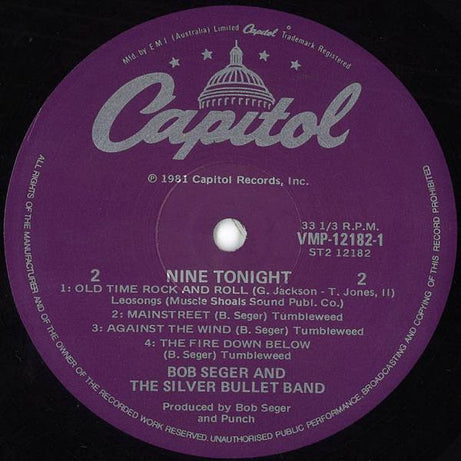 Mfd by E M I (Australia) Limited Capitol Trademark Registered
Capitol
℗ 1981 Capitol Records, Inc.
33 1/3 R.P.M.
VMP-12182-1
ST2 12182
2 NINE TONIGHT 2
1: OLD TIME ROCK AND ROLL (G. Jackson - T. Jones, II)
Leosongs (Muscle Shoals Sound Publ. Co.)
2: MAINSTREET (B. Seger) Tumbleweed
3: AGAINST THE WIND (B. Seger) Tumbleweed
4: THE FIRE DOWN BELOW
(B. Seger) Tumbleweed
BOB SEGER AND
THE SILVER BULLET BAND
Produced by Bob Seger
and Punch
ALL RIGHTS OF THE MANUFACTURER AND OF THE OWNER OF THE RECORDED WORK RESERVED. UNAUTHORISED PUBLIC PERFORMANCE, BROADCASTING AND COPYING OF THIS RECORD PROHIBITED